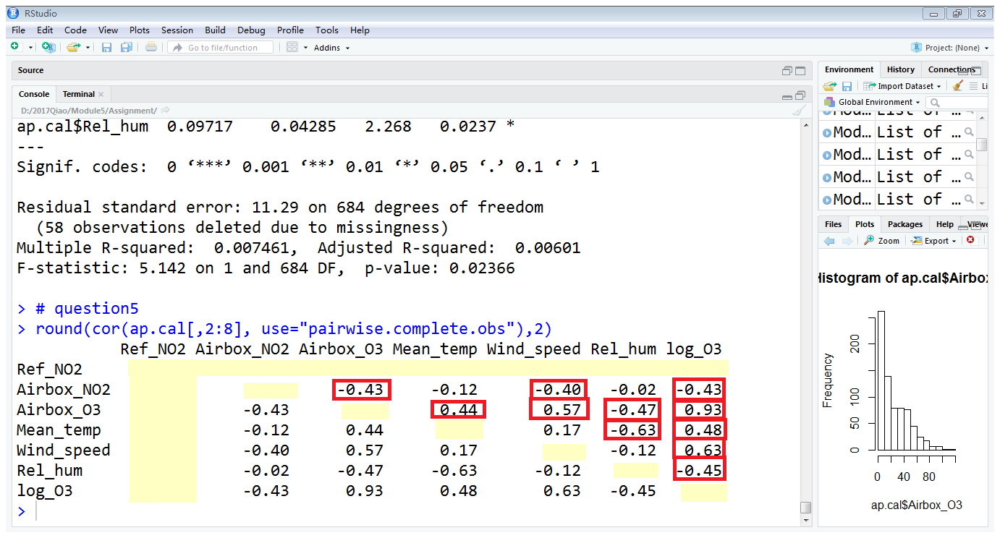 RStudio
File Edit Code View Plots Session Build Debug Profile Tools Help
Go to file/function Addins Project: (None)
Source
Console Terminal
D:/2017Qiao/Module5/Assignment/
ap.cal$Rel_hum 0.09717 0.04285 2.268 0.0237 *
---
Signif. codes: 0 ‘***’ 0.001 ‘**’ 0.01 ‘*’ 0.05 ‘.’ 0.1 ‘ ’ 1
Residual standard error: 11.29 on 684 degrees of freedom
(58 observations deleted due to missingness)
Multiple R-squared: 0.007461, Adjusted R-squared: 0.00601
F-statistic: 5.142 on 1 and 684 DF, p-value: 0.02366
> # question5
> round(cor(ap.cal[,2:8], use="pairwise.complete.obs"),2)
Ref_NO2 Airbox_NO2 Airbox_O3 Mean_temp Wind_speed Rel_hum log_O3
Ref_NO2
Airbox_NO2 -0.43 -0.12 -0.40 -0.02 -0.43
Airbox_O3 -0.43 0.44 0.57 -0.47 0.93
Mean_temp -0.12 0.44 0.17 -0.63 0.48
Wind_speed -0.40 0.57 0.17 -0.12 0.63
Rel_hum -0.02 -0.47 -0.63 -0.12 -0.45
log_O3 -0.43 0.93 0.48 0.63 -0.45
>
Environment History Connections
Import Dataset Li
Global Environment
Mod... List of ...
Mod... List of ...
Mod... List of ...
Mod... List of ...
Mod... List of ...
Files Plots Packages Help Viewe
Zoom Export
Histogram of ap.cal$Airbo
Frequency
200
100
50
0
0 40 80
ap.cal$Airbox_O3